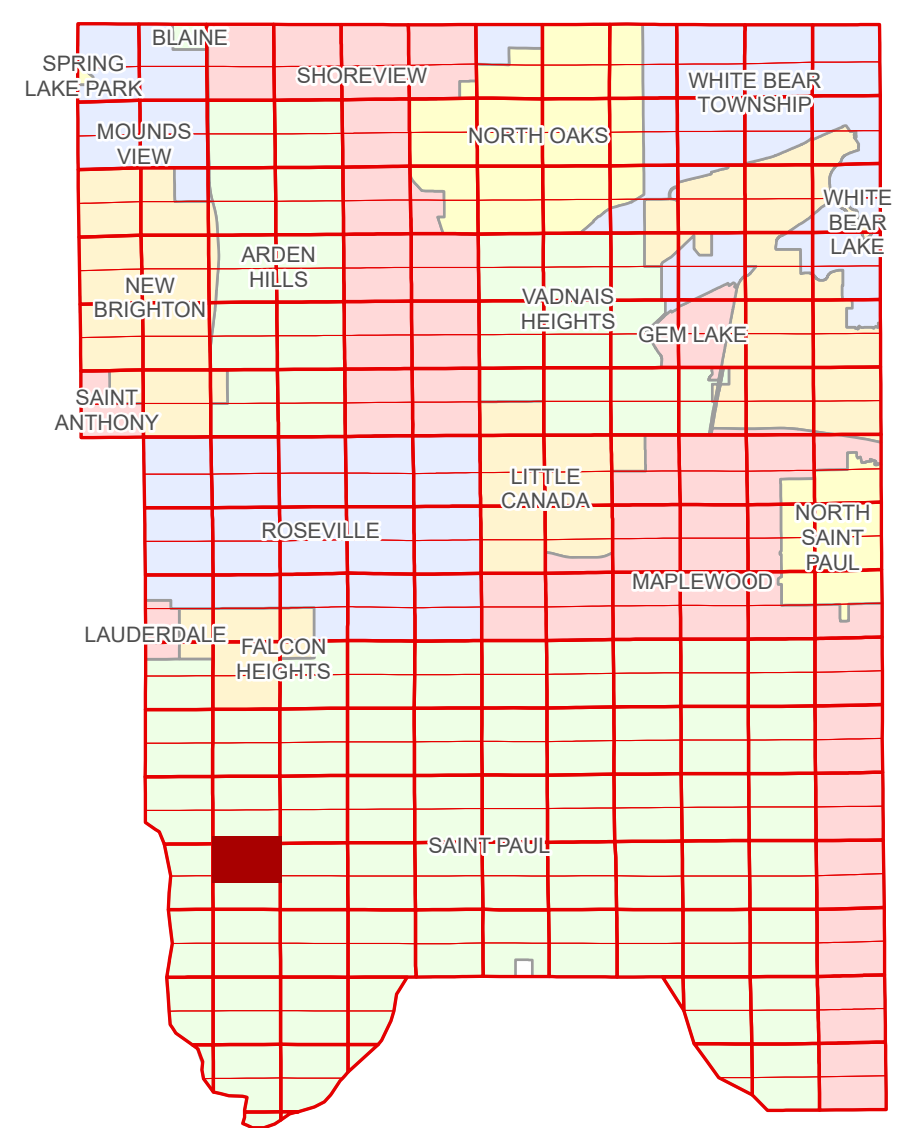 BLAINE
SPRING
LAKE PARK
SHOREVIEW
WHITE BEAR
TOWNSHIP
MOUNDS
VIEW
NORTH OAKS
WHITE
BEAR
LAKE
ARDEN
HILLS
NEW
BRIGHTON
VADNAIS
HEIGHTS
GEM LAKE
SAINT
ANTHONY
LITTLE
CANADA
NORTH
SAINT
PAUL
ROSEVILLE
MAPLEWOOD
LAUDERDALE
FALCON
HEIGHTS
SAINT PAUL